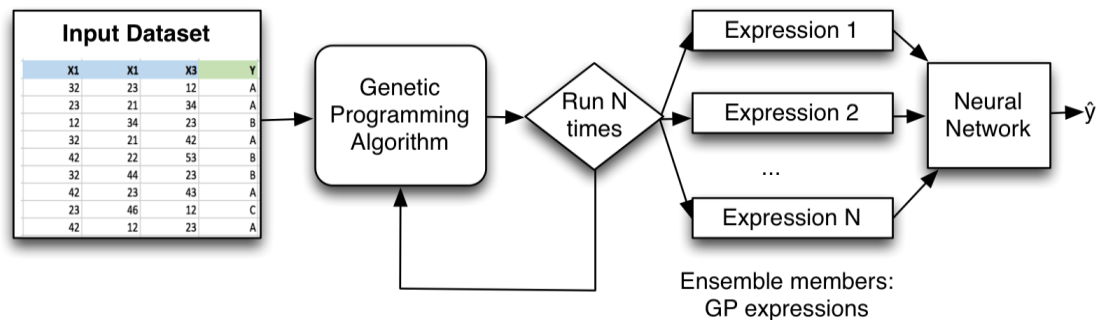 Input Dataset
X1 X1 X3 Y
32 23 12 A
23 21 34 A
12 34 23 B
32 21 42 A
42 22 53 B
32 44 23 B
42 23 43 A
23 46 12 C
42 12 23 A
Genetic
Programming
Algorithm
Run N
times
Expression 1
Expression 2
...
Expression N
Ensemble members:
GP expressions
Neural
Network
ŷ